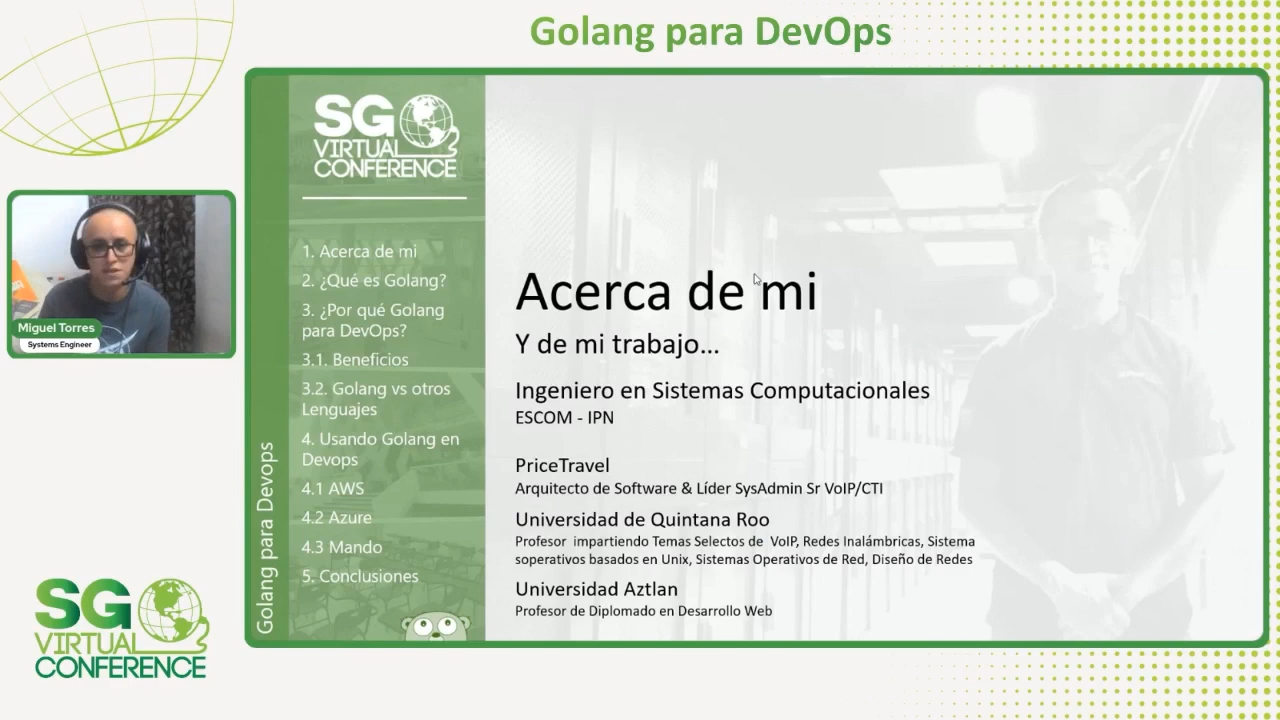 Golang para DevOps
SG
VIRTUAL
CONFERENCE
1. Acerca de mi
2. ¿Qué es Golang?
3. ¿Por qué Golang
para DevOps?
3.1. Beneficios
3.2. Golang vs otros
Lenguajes
4. Usando Golang en
Devops
4.1 AWS
4.2 Azure
4.3 Mando
5. Conclusiones
Golang para Devops
Acerca de mi
Y de mi trabajo...
Ingeniero en Sistemas Computacionales
ESCOM - IPN
PriceTravel
Arquitecto de Software & Líder SysAdmin Sr VoIP/CTI
Universidad de Quintana Roo
Profesor impartiendo Temas Selectos de VoIP, Redes Inalámbricas, Sistema
soperativos basados en Unix, Sistemas Operativos de Red, Diseño de Redes
Universidad Aztlan
Profesor de Diplomado en Desarrollo Web
Miguel Torres
Systems Engineer
SG
VIRTUAL
CONFERENCE